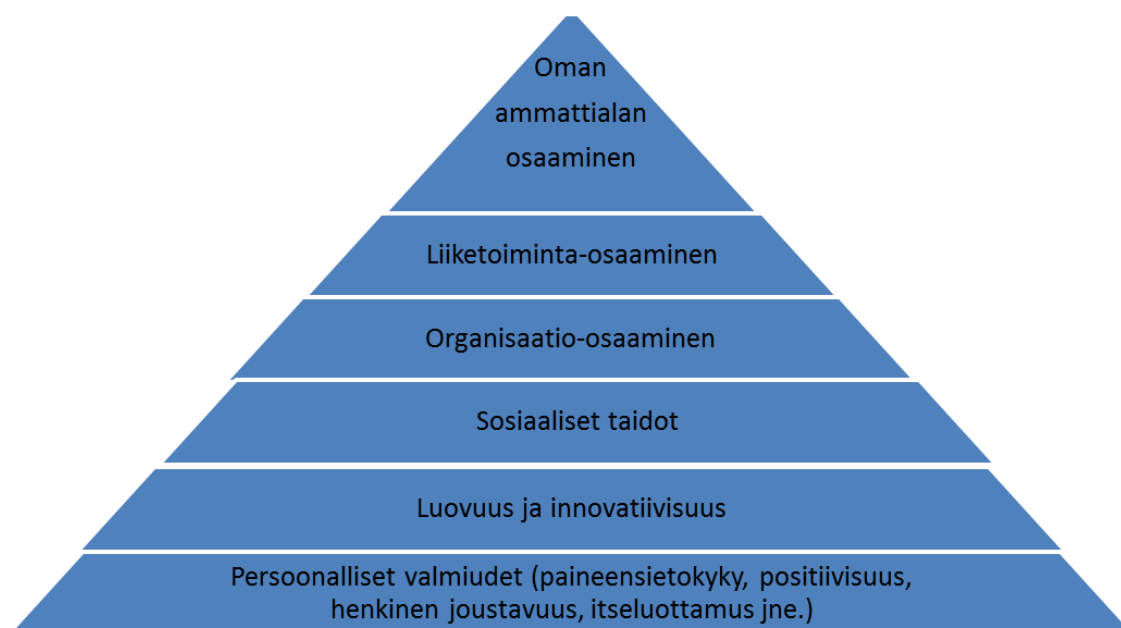 Oman
ammattialan
osaaminen
Liiketoiminta-osaaminen
Organisaatio-osaaminen
Sosiaaliset taidot
Luovuus ja innovatiivisuus
Persoonalliset valmiudet (paineensietokyky, positiivisuus,
henkinen joustavuus, itseluottamus jne.)